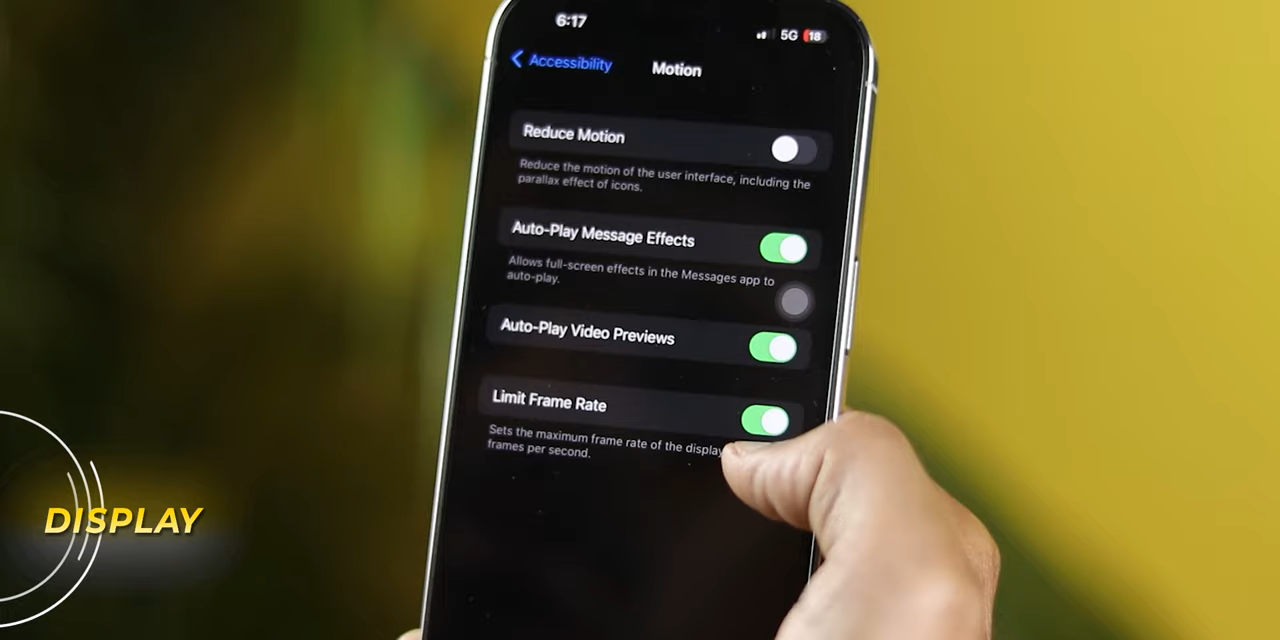 6:17
5G 18
Accessibility
Motion
Reduce Motion
Reduce the motion of the user interface, including the
parallax effect of icons.
Auto-Play Message Effects
Allows full-screen effects in the Messages app to
auto-play.
Auto-Play Video Previews
Limit Frame Rate
Sets the maximum frame rate of the display
frames per second.
DISPLAY